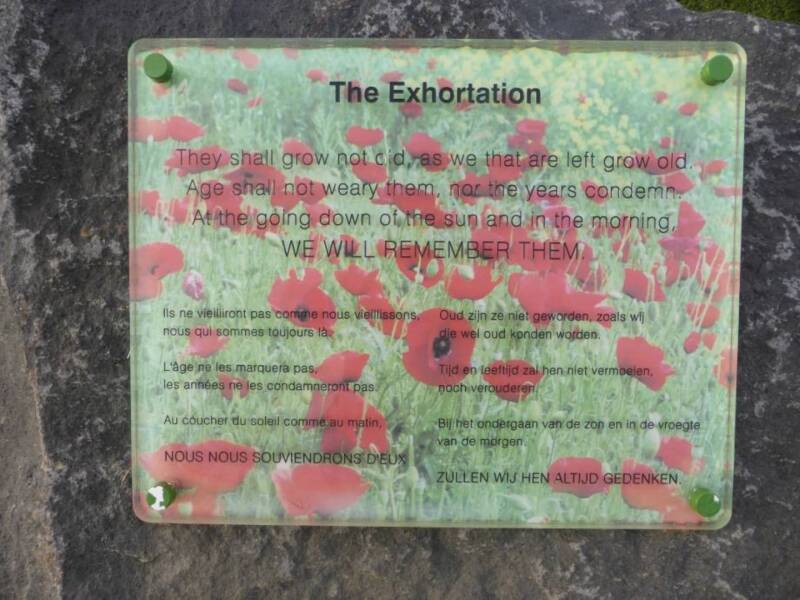 The Exhortation
They shall grow not old, as we that are left grow old.
Age shall not weary them, nor the years condemn.
At the going down of the sun and in the morning,
WE WILL REMEMBER THEM.
Ils ne vieilliront pas comme nous vieillissons,
nous qui sommes toujours là.
L'âge ne les marquera pas,
les années ne les condamneront pas.
Au coucher du soleil comme au matin,
NOUS NOUS SOUVIENDRONS D'EUX
Oud zijn ze niet geworden, zoals wij
die wel oud konden worden.
Tijd en leeftijd zal hen niet vermoeien,
noch verouderen.
Bij het ondergaan van de zon en in de vroegte
van de morgen.
ZULLEN WIJ HEN ALTIJD GEDENKEN.